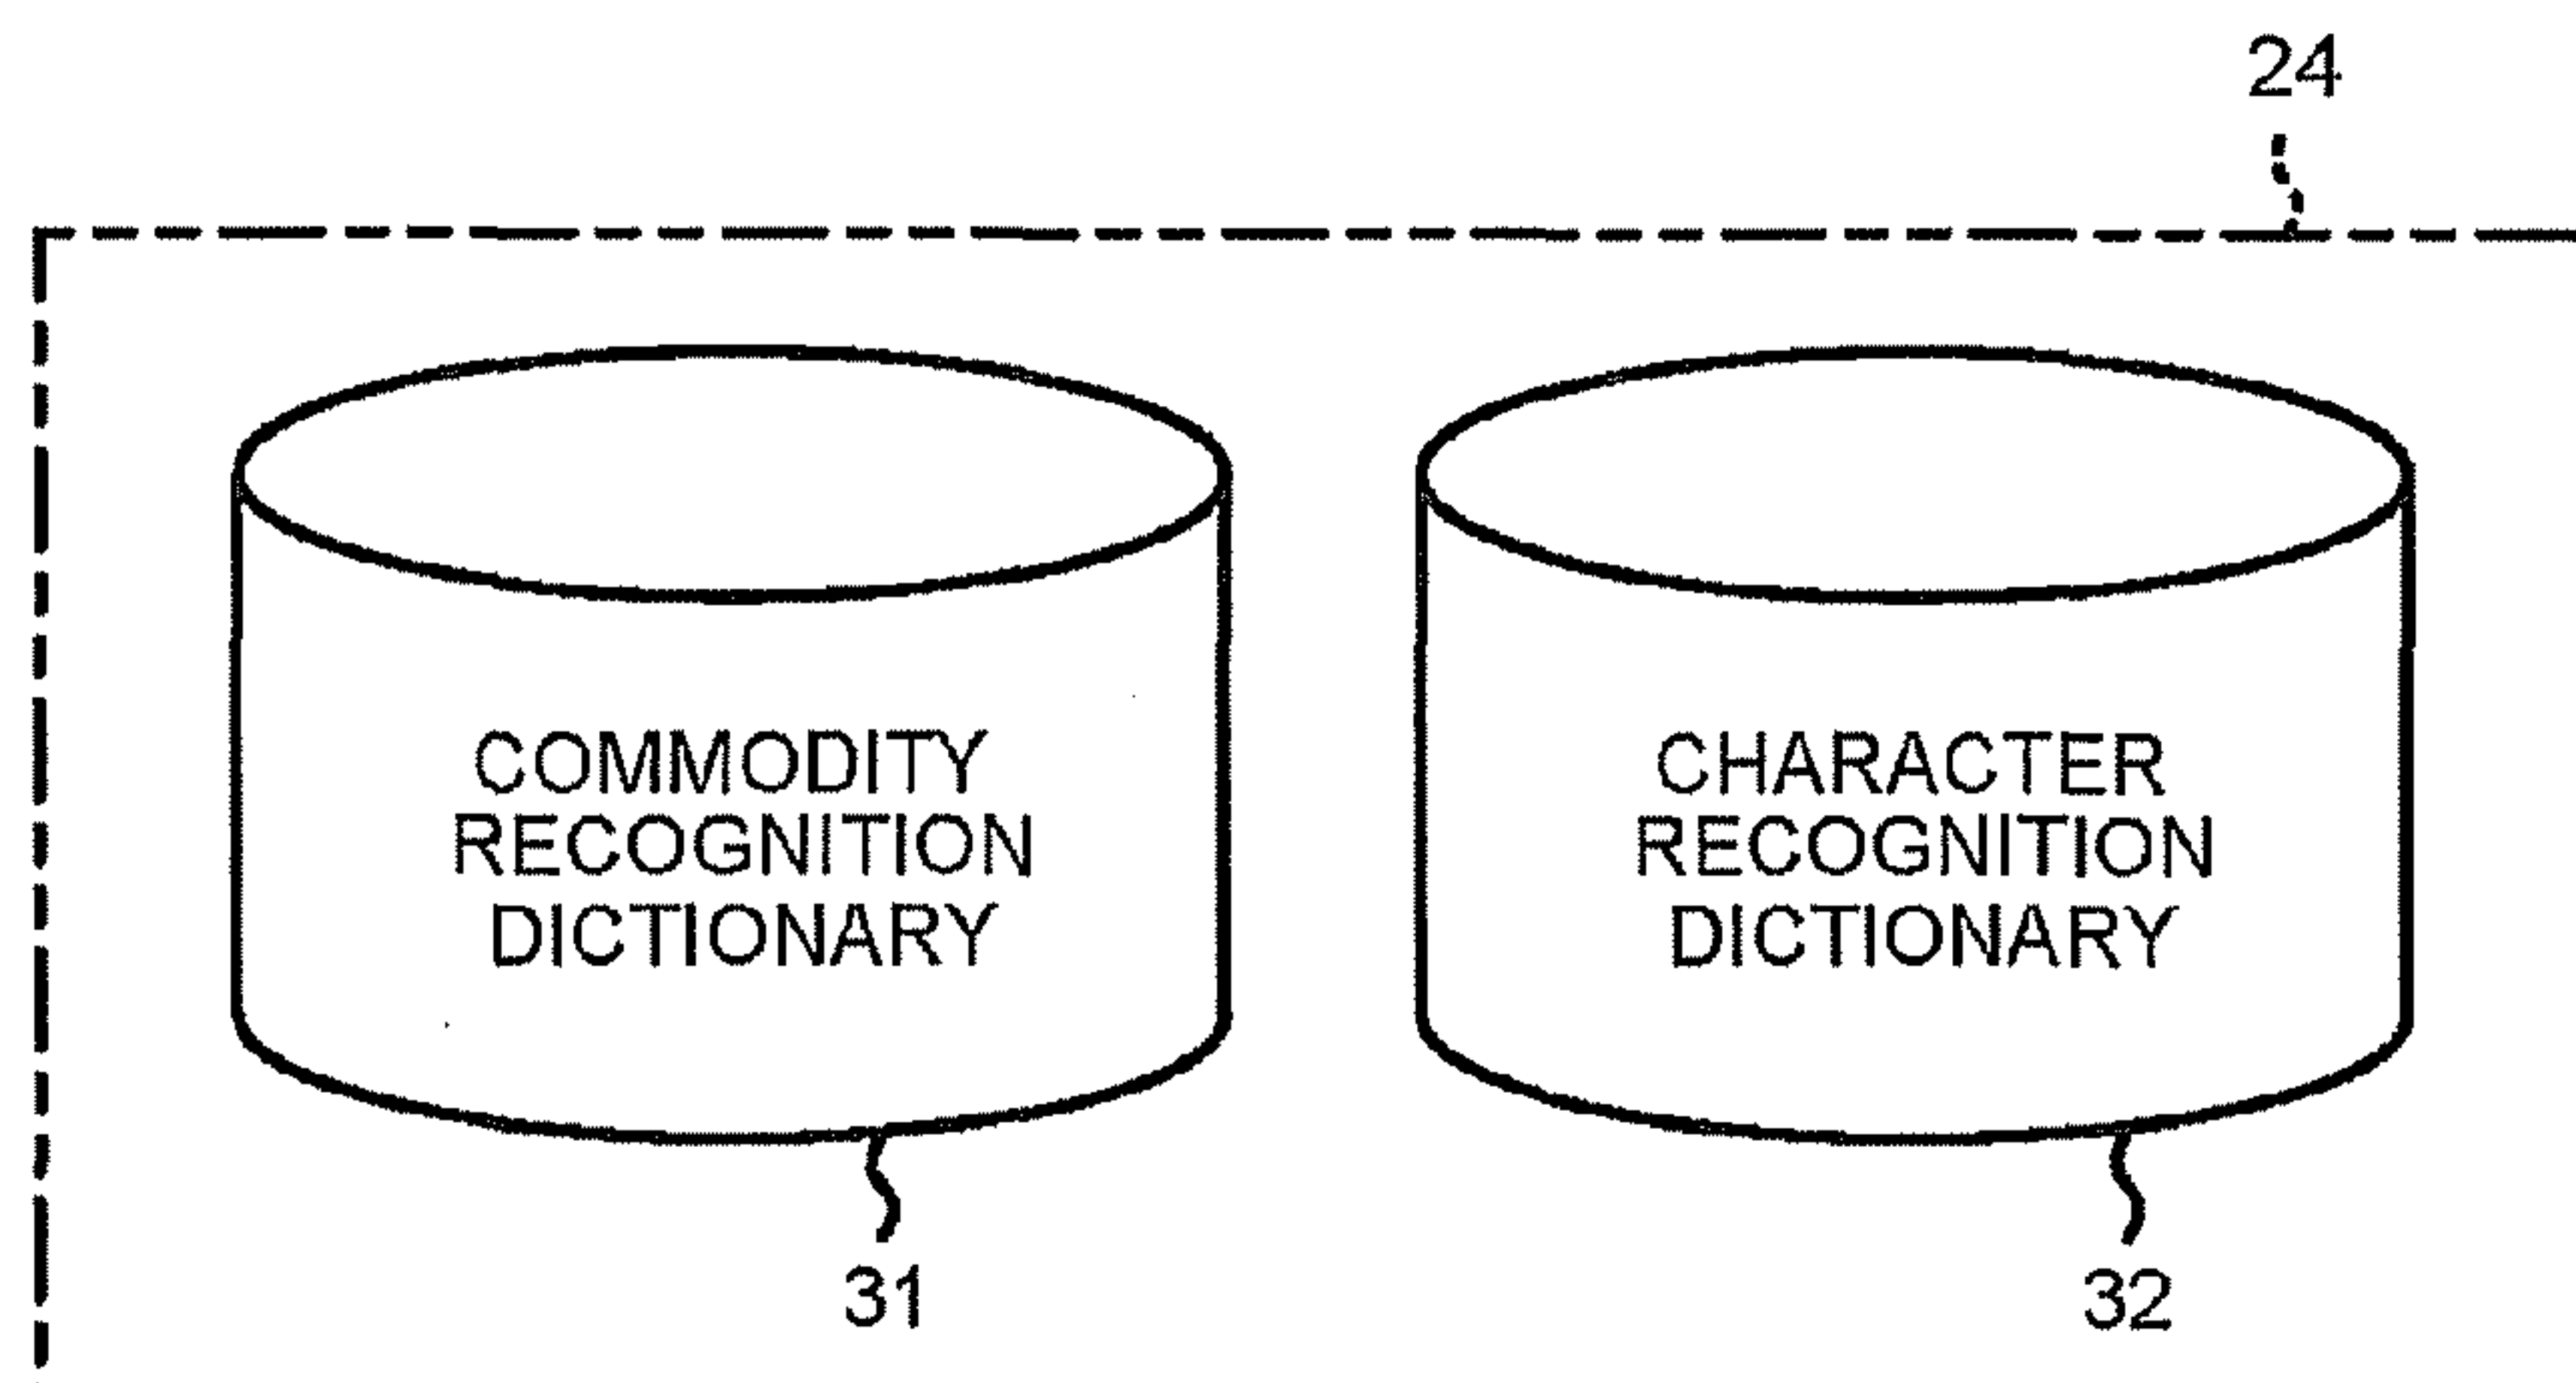 24
COMMODITY
RECOGNITION
DICTIONARY
CHARACTER
RECOGNITION
DICTIONARY
31
32